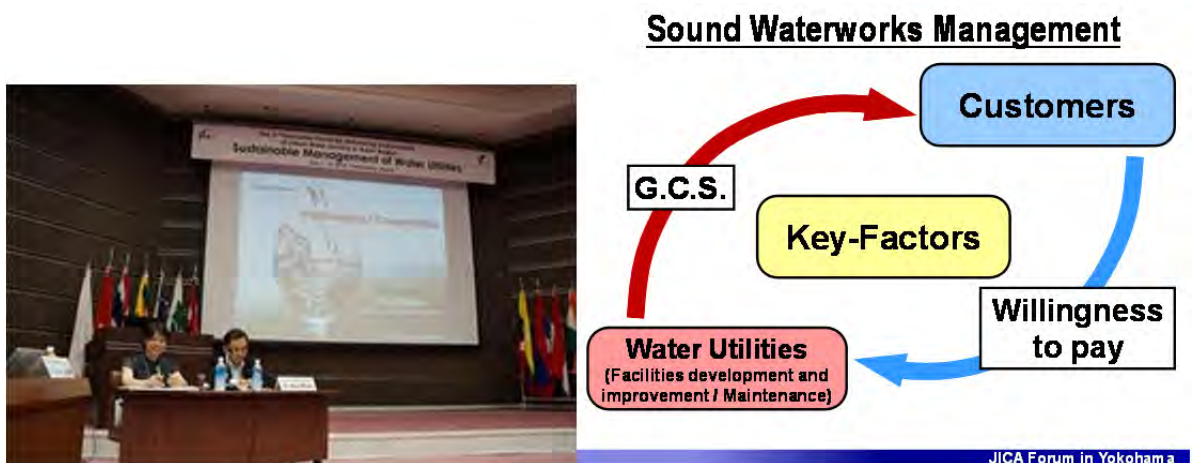 Sustainable Management of Water Utilities
Sound Waterworks Management
Customers
G.C.S.
Key-Factors
Willingness
to pay
Water Utilities
(Facilities development and
improvement / Maintenance)
JICA Forum in Yokohama